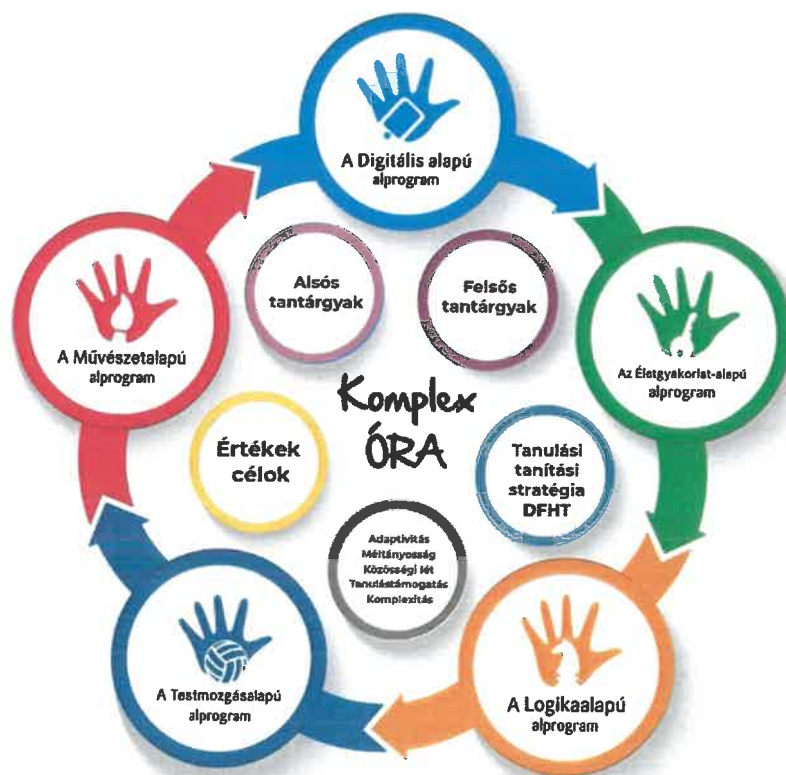 A Digitális alapú
alprogram
Alsós
tantárgyak
Felsős
tantárgyak
A Művészetalapú
alprogram
Az Életgyakorlat-alapú
alprogram
Komplex
ÓRA
Értékek
célok
Tanulási
tanítási
stratégia
DFHT
Adaptivitás
Méltányosság
Közösségi lét
Tanulástámogatás
Komplexitás
A Testmozgásalapú
alprogram
A Logikaalapú
alprogram